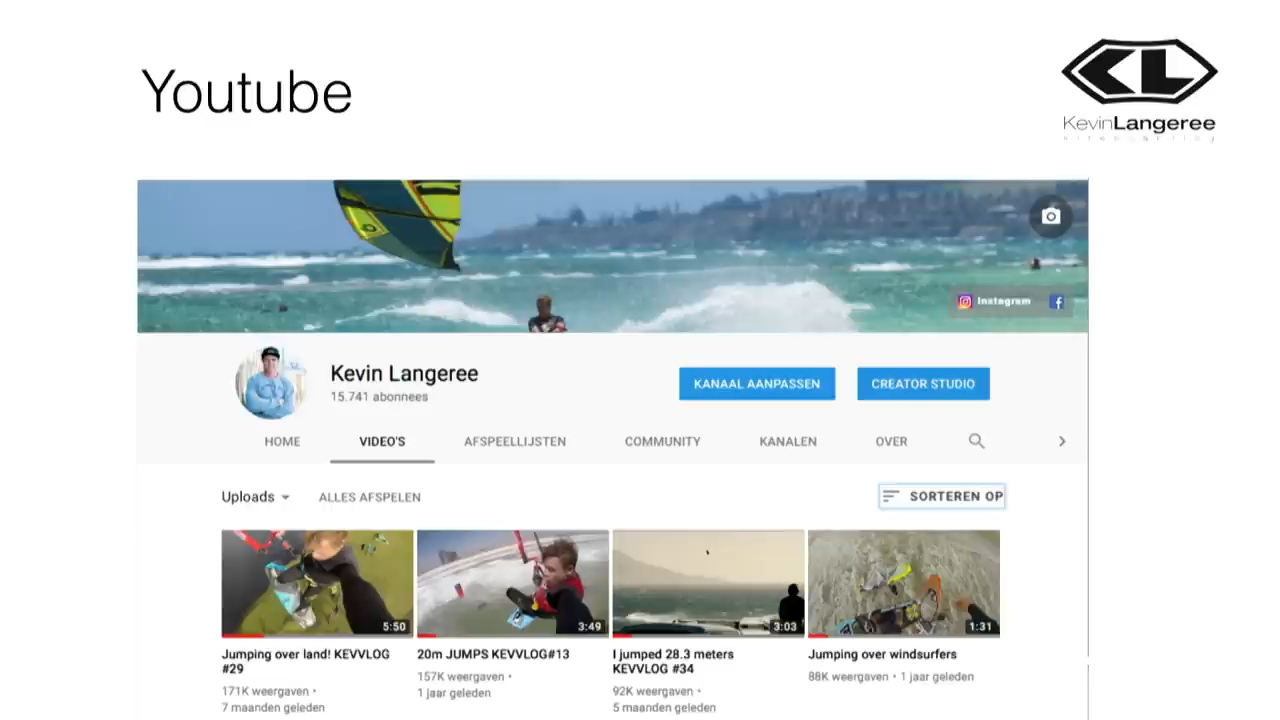 Youtube
KevinLangeree
Instagram
Kevin Langeree
15.741 abonnees
KANAAL AANPASSEN
CREATOR STUDIO
HOME VIDEO'S AFSPEELLIJSTEN COMMUNITY KANALEN OVER
Uploads ALLES AFSPELEN
SORTEREN OP
5:50
3:49
3:03
1:31
Jumping over land! KEVVLOG
#29
171K weergaven •
7 maanden geleden
20m JUMPS KEVVLOG#13
157K weergaven •
1 jaar geleden
I jumped 28.3 meters
KEVVLOG #34
92K weergaven •
5 maanden geleden
Jumping over windsurfers
88K weergaven • 1 jaar geleden